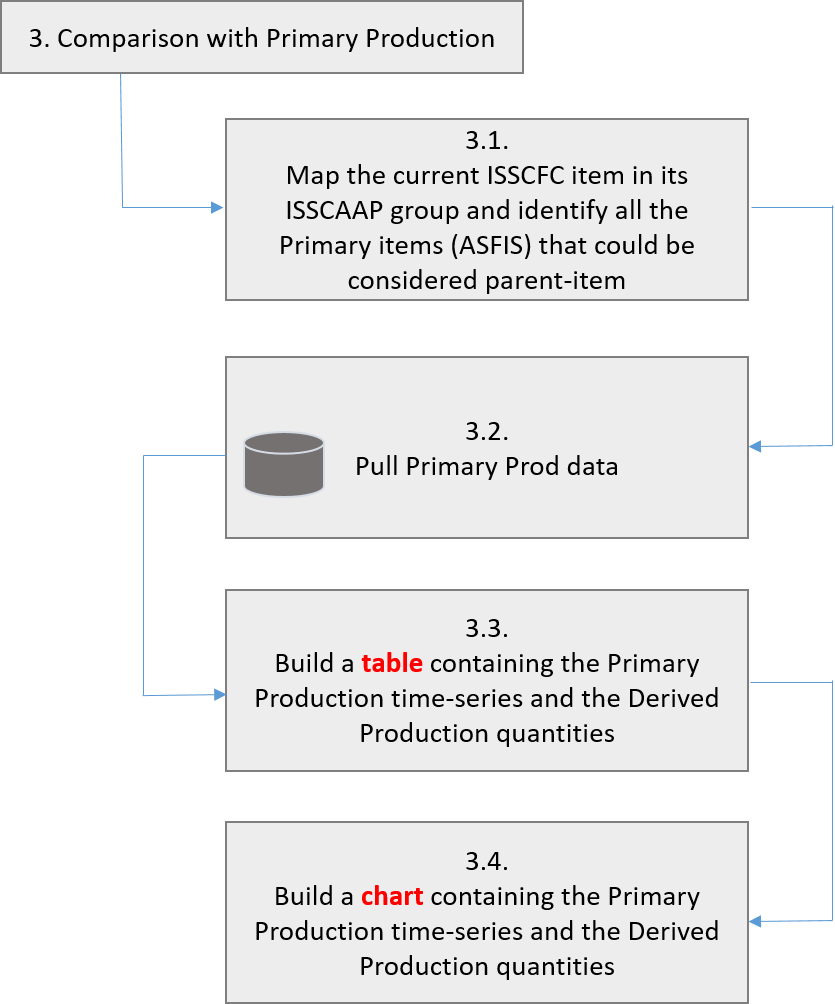 3. Comparison with Primary Production
3.1.
Map the current ISSCFC item in its
ISSCAAP group and identify all the
Primary items (ASFIS) that could be
considered parent-item
3.2.
Pull Primary Prod data
3.3.
Build a table containing the Primary
Production time-series and the Derived
Production quantities
3.4.
Build a chart containing the Primary
Production time-series and the Derived
Production quantities